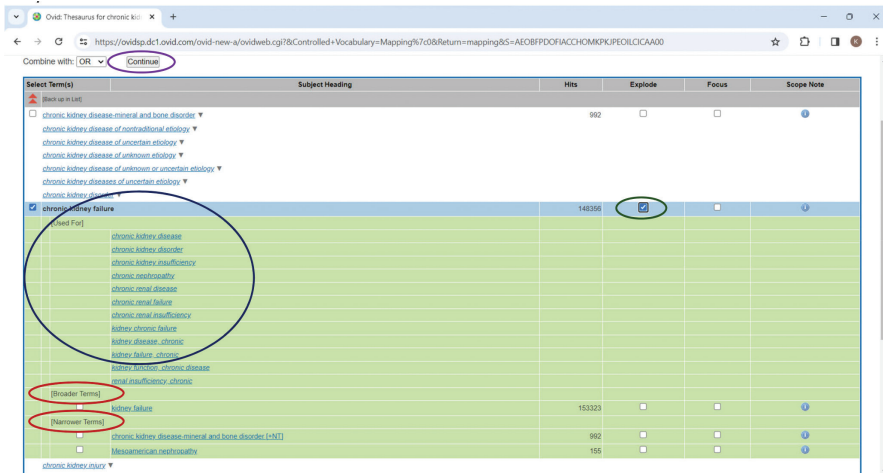 Ovid: Thesaurus for chronic kid
https://ovidsp.dc1.ovid.com/ovid-new-a/ovidweb.cgi?&Controlled+Vocabulary=Mapping%7c0&Return=mapping&S=AEOBFPDOFIACCHOMKPKJPEOILCICAA00
K
Combine with: OR Continue
Select Term(s) Subject Heading Hits Explode Focus Scope Note
[Back up in List]
chronic kidney disease-mineral and bone disorder ▼ 992
chronic kidney disease of nontraditional etiology ▼
chronic kidney disease of uncertain etiology ▼
chronic kidney disease of unknown etiology ▼
chronic kidney disease of unknown or uncertain etiology ▼
chronic kidney diseases of uncertain etiology ▼
chronic kidney disorder ▼
chronic kidney failure 148356
[Used For]
chronic kidney disease
chronic kidney disorder
chronic kidney insufficiency
chronic nephropathy
chronic renal disease
chronic renal failure
chronic renal insufficiency
kidney chronic failure
kidney disease, chronic
kidney failure, chronic
kidney function, chronic disease
renal insufficiency, chronic
[Broader Terms]
kidney failure 153323
[Narrower Terms]
chronic kidney disease-mineral and bone disorder [+NT] 992
Mesoamerican nephropathy 155
chronic kidney injury ▼